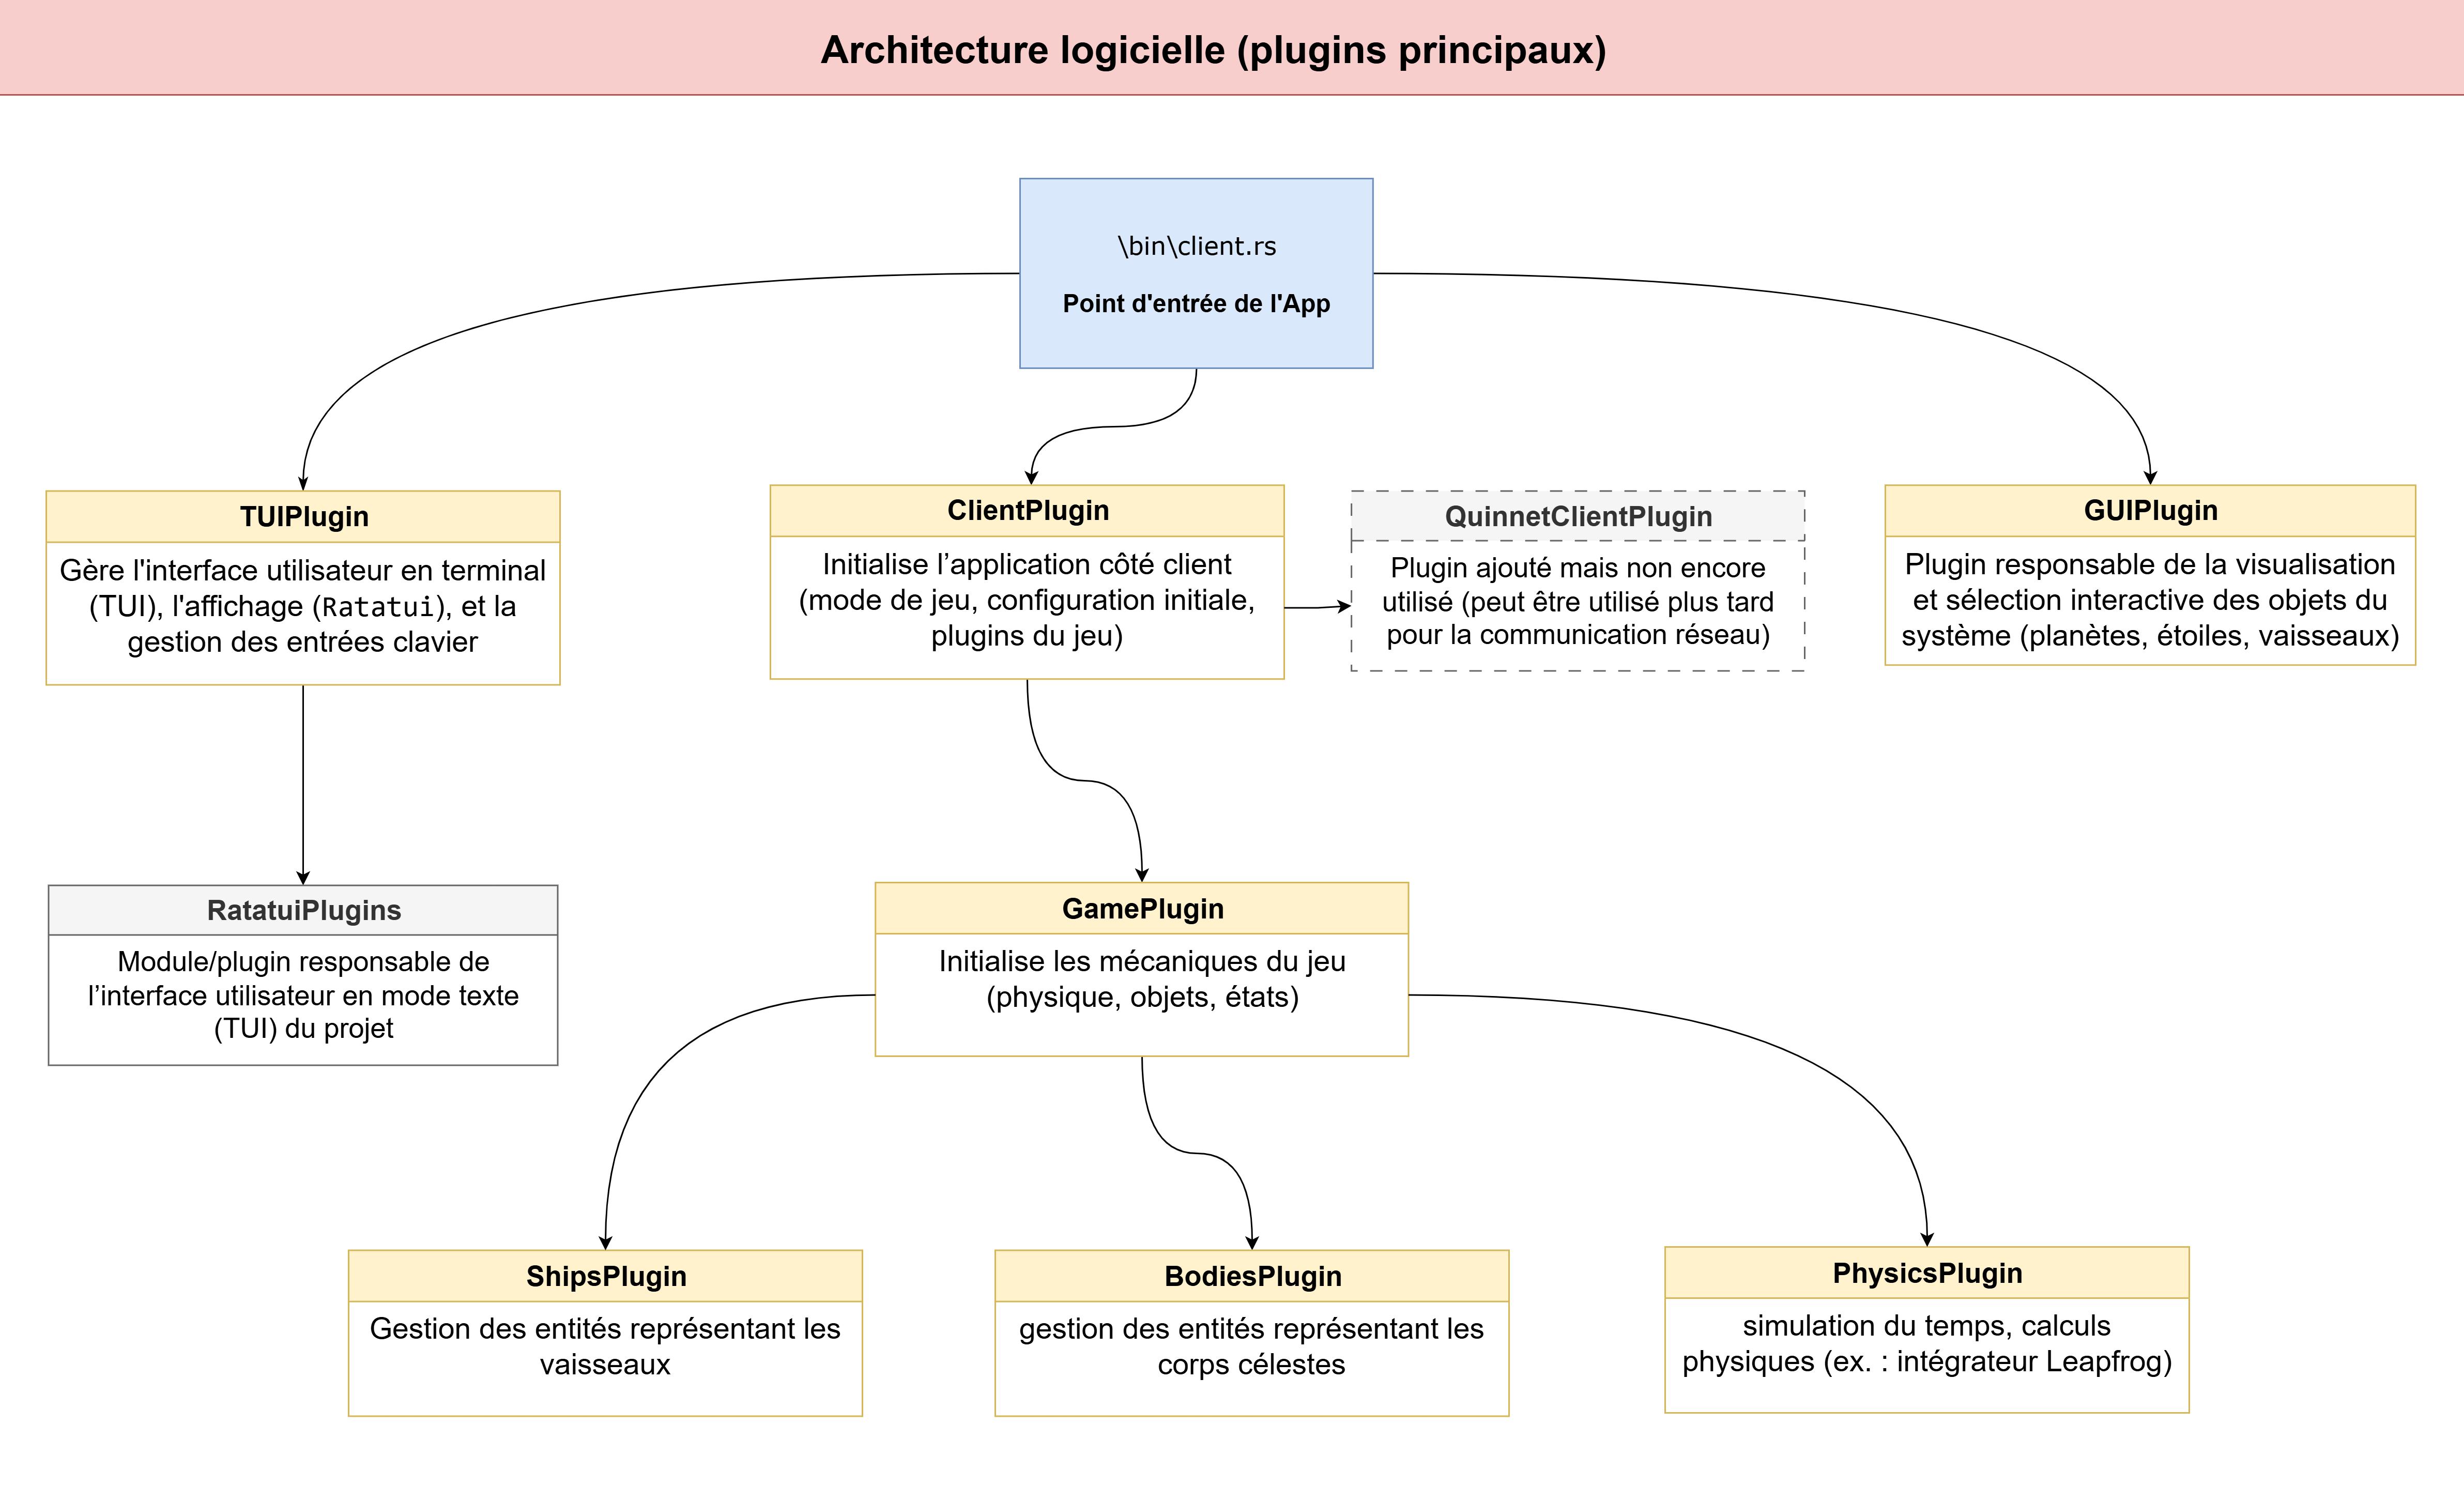 Architecture logicielle (plugins principaux)
\bin\client.rs
Point d'entrée de l'App
TUIPlugin
Gère l'interface utilisateur en terminal
(TUI), l'affichage (Ratatui), et la
gestion des entrées clavier
ClientPlugin
Initialise l’application côté client
(mode de jeu, configuration initiale,
plugins du jeu)
QuinnetClientPlugin
Plugin ajouté mais non encore
utilisé (peut être utilisé plus tard
pour la communication réseau)
GUIPlugin
Plugin responsable de la visualisation
et sélection interactive des objets du
système (planètes, étoiles, vaisseaux)
RatatuiPlugins
Module/plugin responsable de
l’interface utilisateur en mode texte
(TUI) du projet
GamePlugin
Initialise les mécaniques du jeu
(physique, objets, états)
ShipsPlugin
Gestion des entités représentant les
vaisseaux
BodiesPlugin
gestion des entités représentant les
corps célestes
PhysicsPlugin
simulation du temps, calculs
physiques (ex. : intégrateur Leapfrog)